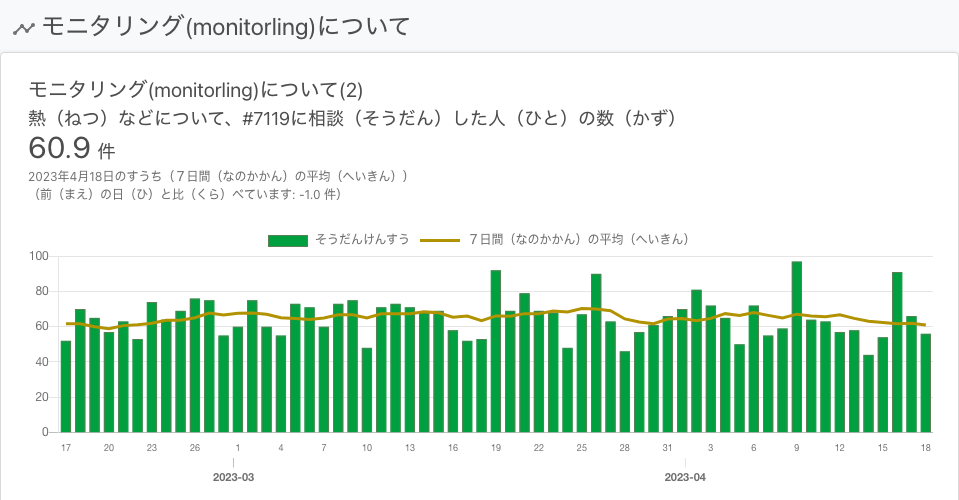 モニタリング(monitorling)について
モニタリング(monitorling)について(2)
熱（ねつ）などについて、#7119に相談（そうだん）した人（ひと）の数（かず）
60.9 件
2023年4月18日のすうち（７日間（なのかかん）の平均（へいきん））
（前（まえ）の日（ひ）と比（くら）べています: -1.0 件）
そうだんけんすう ７日間（なのかかん）の平均（へいきん）
100
80
60
40
20
0
17 20 23 26 1 4 7 10 13 16 19 22 25 28 31 3 6 9 12 15 18
2023-03 2023-04